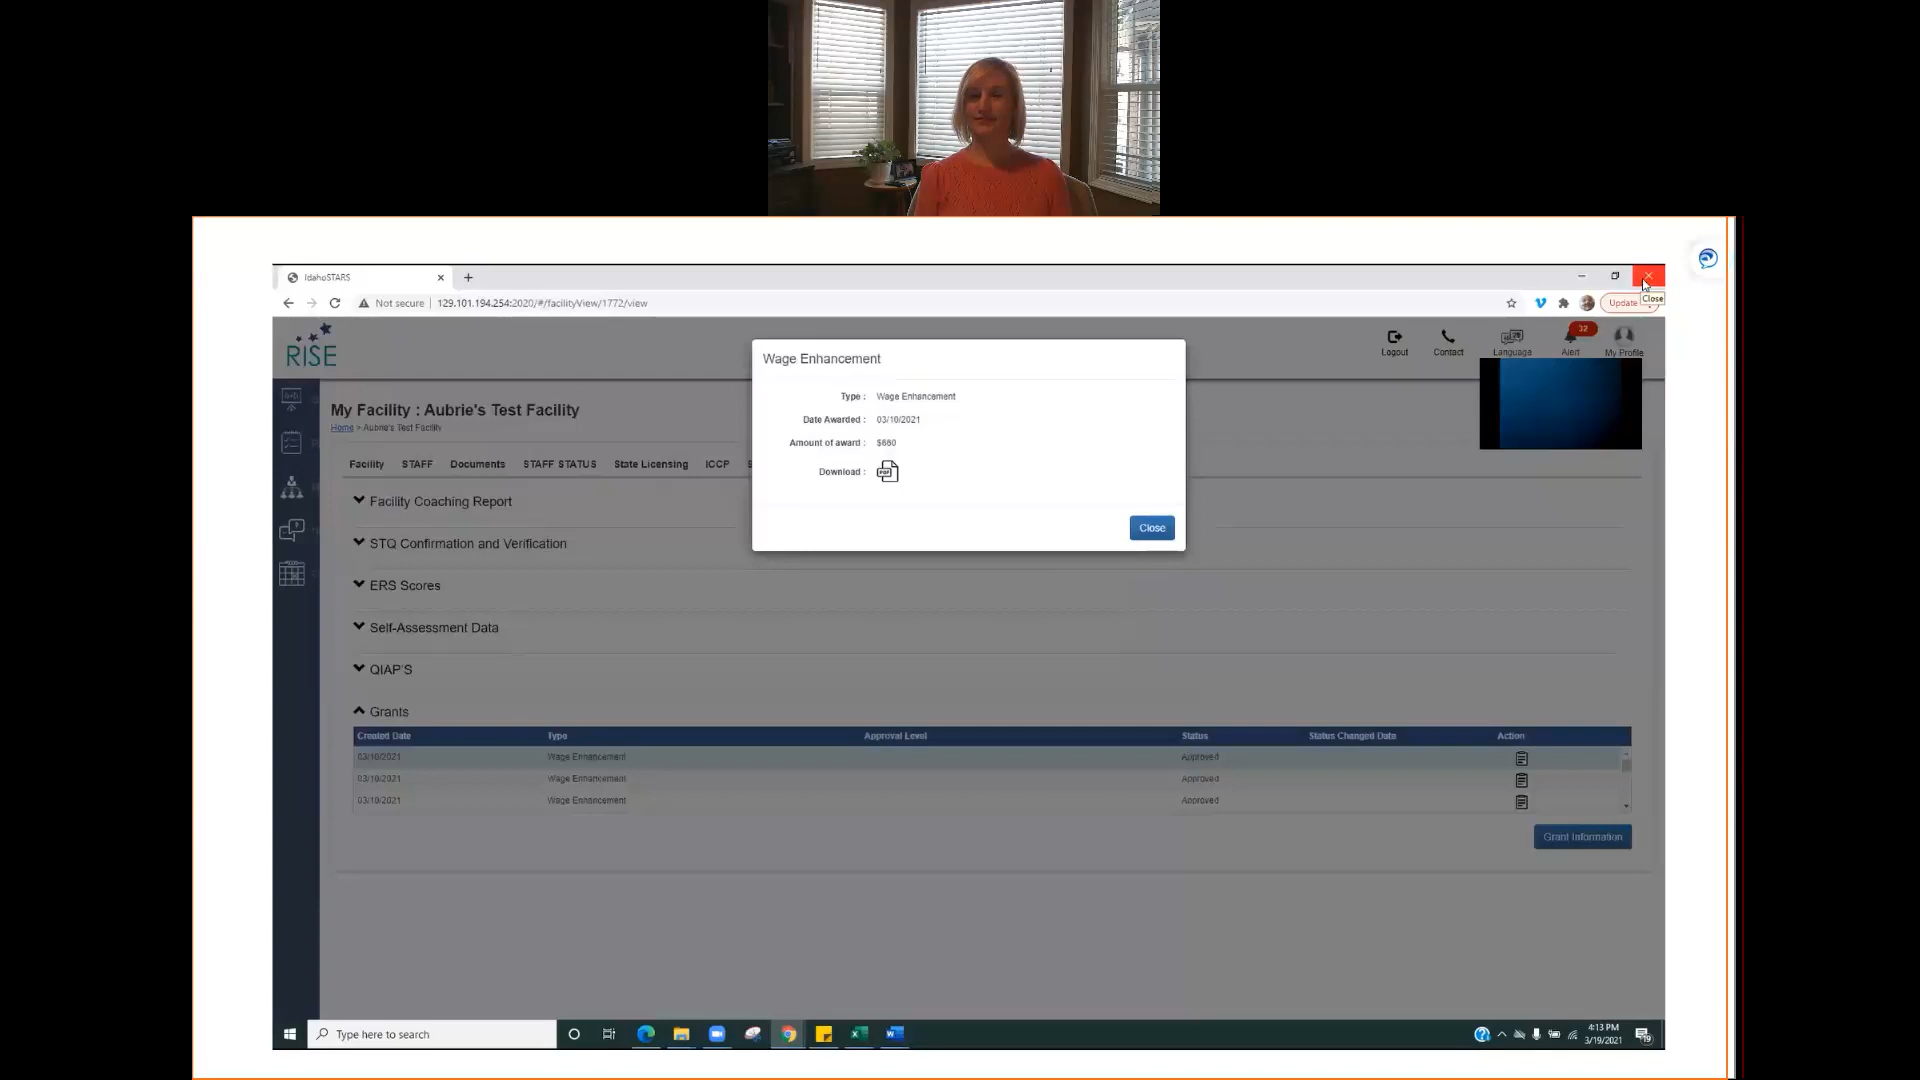 IdahoSTARS
Not secure | 129.101.194.254:2020/#/facilityView/1772/view
Update
Close
RISE
Logout
Contact
Language
32
Alert
My Profile
Wage Enhancement
Type : Wage Enhancement
Date Awarded : 03/10/2021
Amount of award : $660
Download : PDF
Close
My Facility : Aubrie's Test Facility
Home > Aubrie's Test Facility
Facility STAFF Documents STAFF STATUS State Licensing ICCP
Facility Coaching Report
STQ Confirmation and Verification
ERS Scores
Self-Assessment Data
QIAP'S
Grants
Created Date Type Approval Level Status Status Changed Date Action
03/10/2021 Wage Enhancement Approved
03/10/2021 Wage Enhancement Approved
03/10/2021 Wage Enhancement Approved
Grant Information
Type here to search
4:13 PM
3/19/2021
19